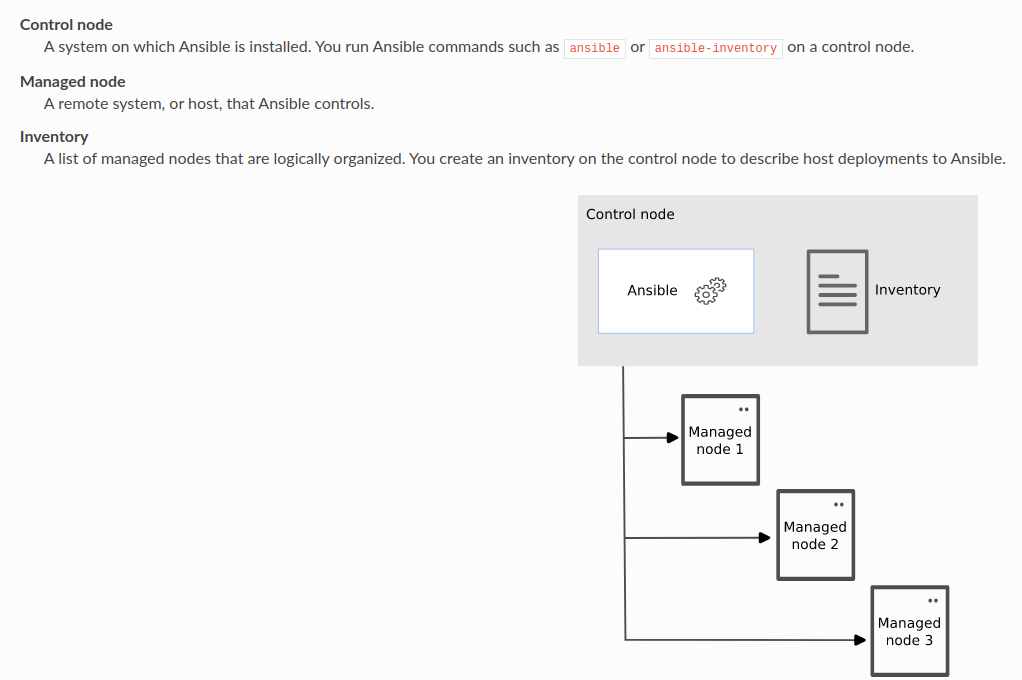 Control node
A system on which Ansible is installed. You run Ansible commands such as ansible or ansible-inventory on a control node.
Managed node
A remote system, or host, that Ansible controls.
Inventory
A list of managed nodes that are logically organized. You create an inventory on the control node to describe host deployments to Ansible.
Control node
Ansible
Inventory
Managed
node 1
Managed
node 2
Managed
node 3